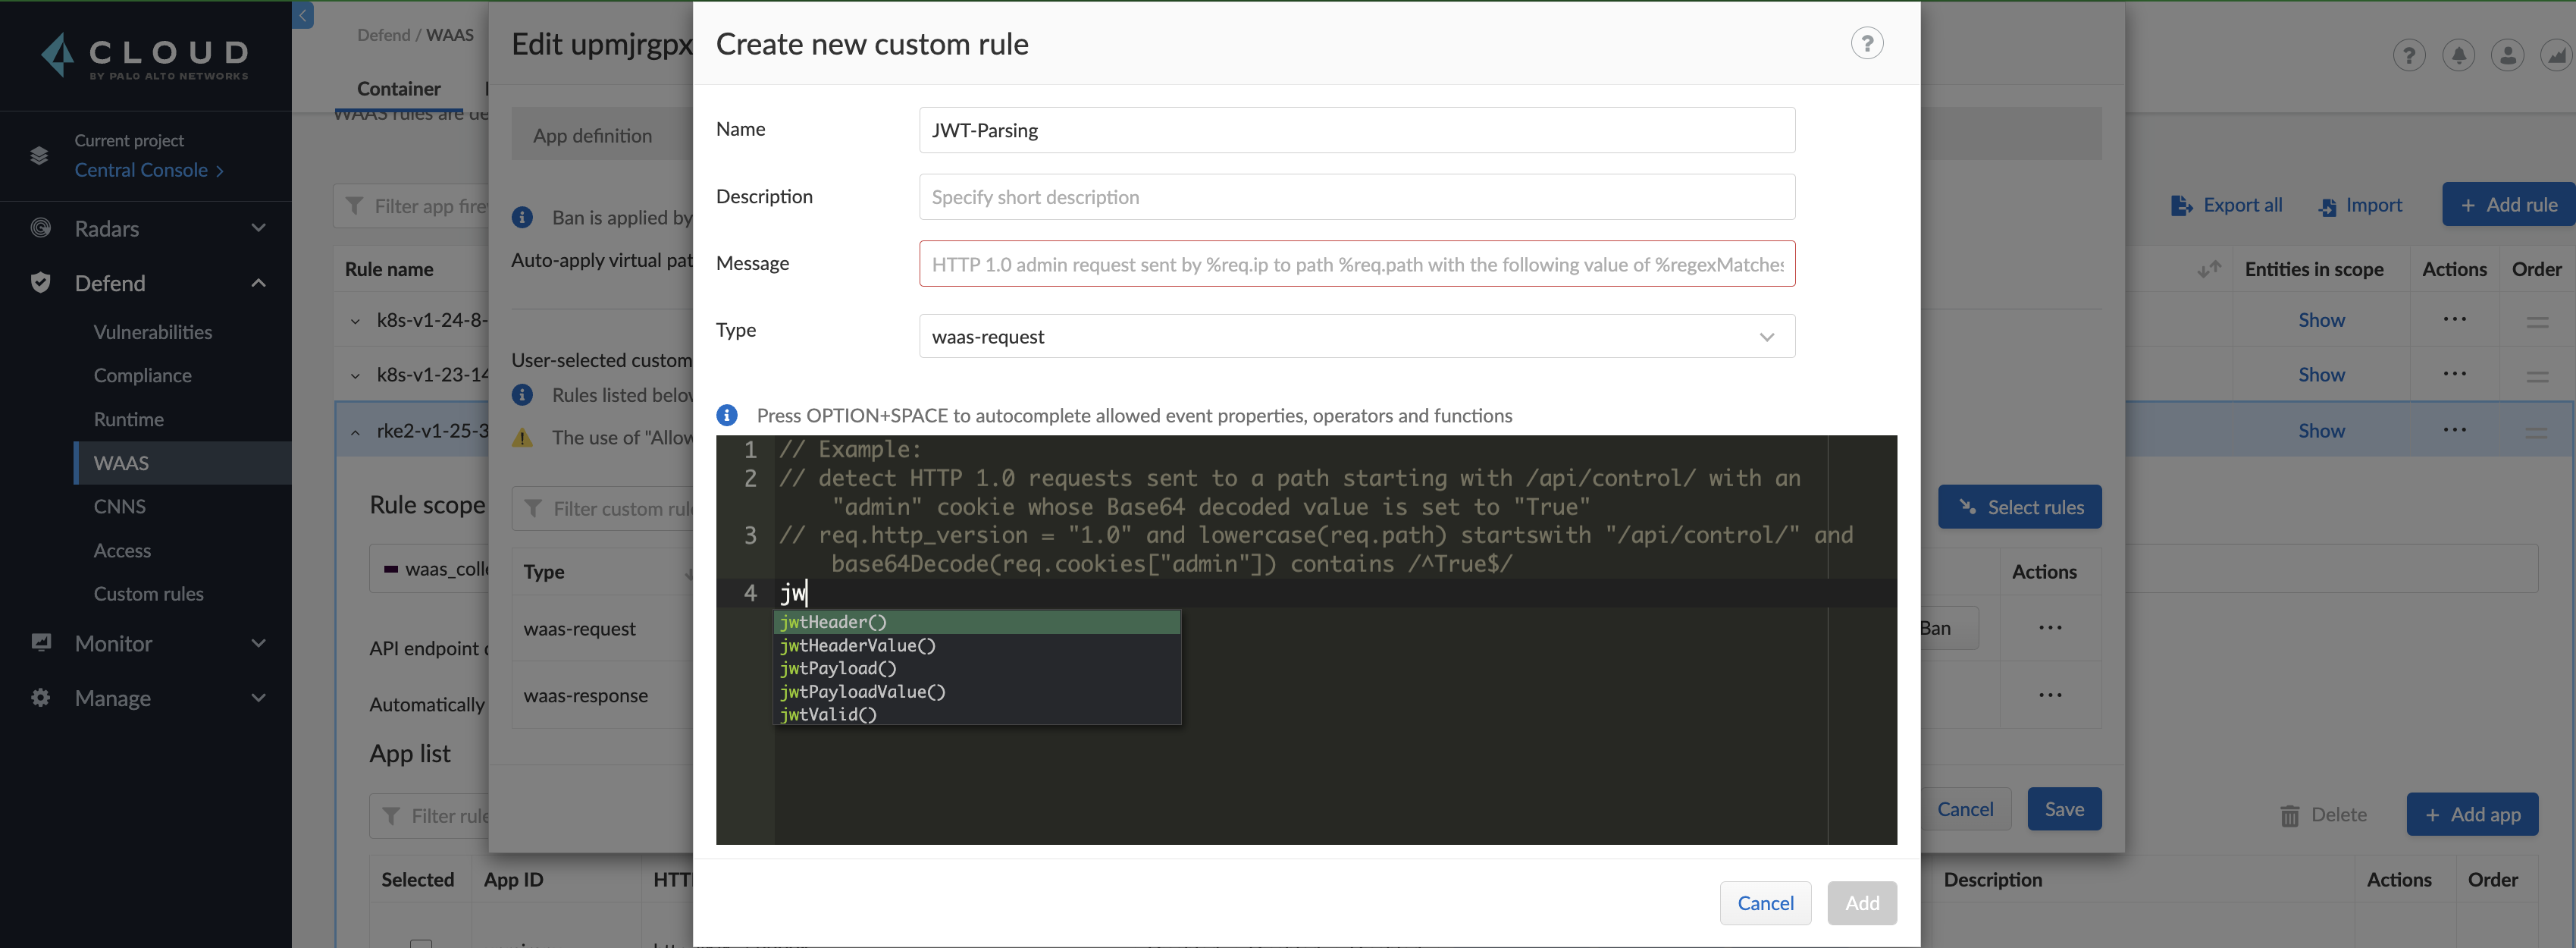 CLOUD
BY PALO ALTO NETWORKS
Current project
Central Console >
Radars
Defend
Vulnerabilities
Compliance
Runtime
WAAS
CNNS
Access
Custom rules
Monitor
Manage
Defend / WAAS
Container
WAAS rules are de
Filter app fire
Rule name
k8s-v1-24-8-
k8s-v1-23-14
rke2-v1-25-3
Rule scope
waas_colle
API endpoint
Automatically
App list
Filter rule
Selected
App ID
HTT
Edit upmjrgpx
App definition
Ban is applied by
Auto-apply virtual pat
User-selected custom
Rules listed below
The use of "Allow
Filter custom rule
Type
waas-request
waas-response
Create new custom rule
?
Name
JWT-Parsing
Description
Specify short description
Message
HTTP 1.0 admin request sent by %req.ip to path %req.path with the following value of %regexMatches
Type
waas-request
Press OPTION+SPACE to autocomplete allowed event properties, operators and functions
1 // Example:
2 // detect HTTP 1.0 requests sent to a path starting with /api/control/ with an
"admin" cookie whose Base64 decoded value is set to "True"
3 // req.http_version = "1.0" and lowercase(req.path) startswith "/api/control/" and
base64Decode(req.cookies["admin"]) contains /^True$/
4 jw
jwtHeader()
jwtHeaderValue()
jwtPayload()
jwtPayloadValue()
jwtValid()
Cancel
Add
?
Export all
Import
+ Add rule
Entities in scope
Actions
Order
Show
Show
Show
Select rules
Actions
Ban
Cancel
Save
Delete
+ Add app
Description
Actions
Order